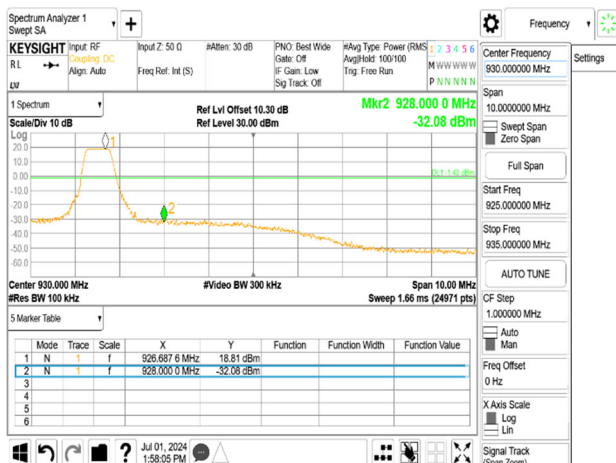 Spectrum Analyzer 1
Swept SA
+
Frequency
KEYSIGHT
Input: RF
Coupling: DC
Align: Auto
Input Z: 50 Ω
Freq Ref: Int (S)
#Atten: 30 dB
PNO: Best Wide
Gate: Off
IF Gain: Low
Sig Track: Off
#Avg Type: Power (RMS
Avg|Hold: 100/100
Trig: Free Run
1 2 3 4 5 6
M W W W W W
P N N N N N
RL
1 Spectrum
Scale/Div 10 dB
Ref Lvl Offset 10.30 dB
Ref Level 30.00 dBm
Mkr2 928.000 0 MHz
-32.08 dBm
Log
20.0
10.0
0.00
-10.0
-20.0
-30.0
-40.0
-50.0
-60.0
1
2
DL1 -1.43 dBm
Center 930.000 MHz
#Res BW 100 kHz
#Video BW 300 kHz
Span 10.00 MHz
Sweep 1.66 ms (24971 pts)
5 Marker Table
Mode Trace Scale X Y Function Function Width Function Value
1 N 1 f 926.687 6 MHz 18.81 dBm
2 N 1 f 928.000 0 MHz -32.08 dBm
3
4
5
6
Jul 01, 2024
1:58:05 PM
?
Center Frequency
930.000000 MHz
Span
10.0000000 MHz
Swept Span
Zero Span
Full Span
Start Freq
925.000000 MHz
Stop Freq
935.000000 MHz
AUTO TUNE
CF Step
1.000000 MHz
Auto
Man
Freq Offset
0 Hz
X Axis Scale
Log
Lin
Signal Track
(Span Zoom)
Settings